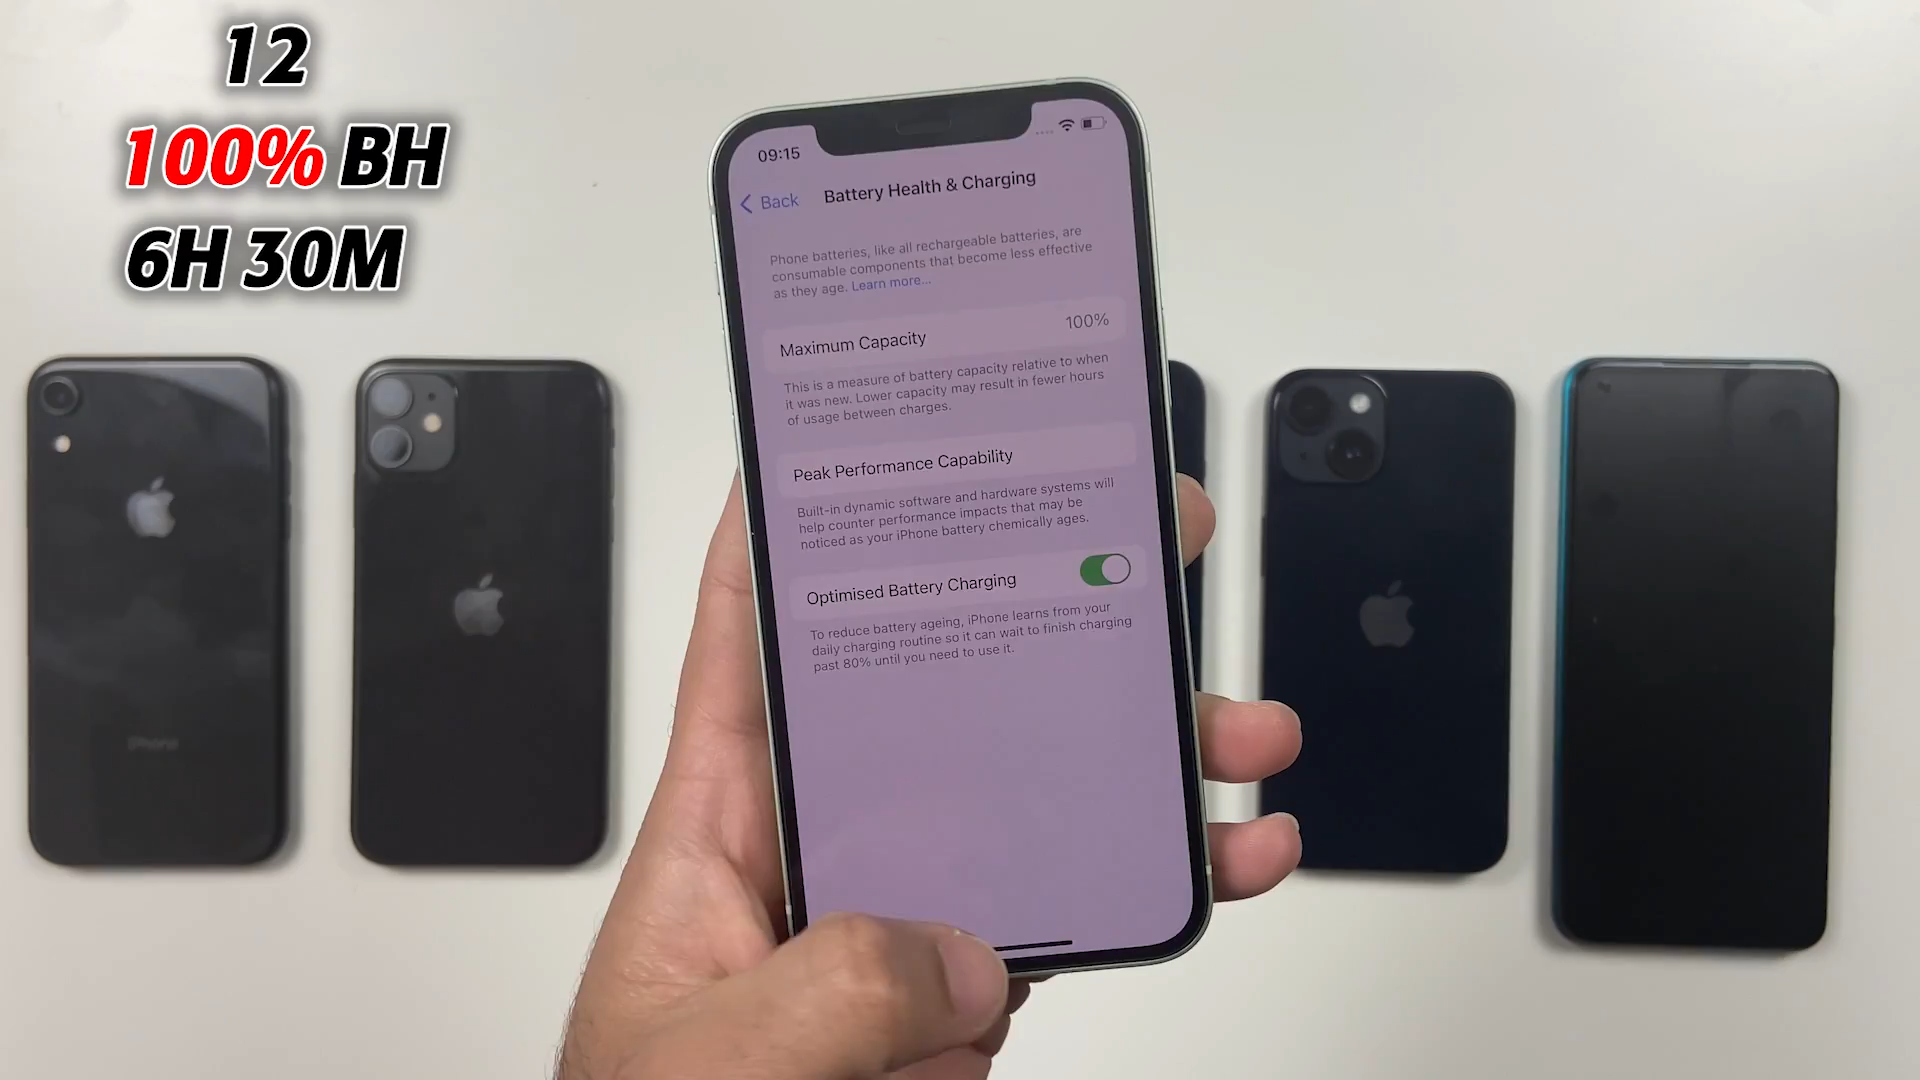 12
100% BH
6H 30M
09:15
Back
Battery Health & Charging
Phone batteries, like all rechargeable batteries, are
consumable components that become less effective
as they age. Learn more...
Maximum Capacity 100%
This is a measure of battery capacity relative to when
it was new. Lower capacity may result in fewer hours
of usage between charges.
Peak Performance Capability
Built-in dynamic software and hardware systems will
help counter performance impacts that may be
noticed as your iPhone battery chemically ages.
Optimised Battery Charging
To reduce battery ageing, iPhone learns from your
daily charging routine so it can wait to finish charging
past 80% until you need to use it.
iPhone